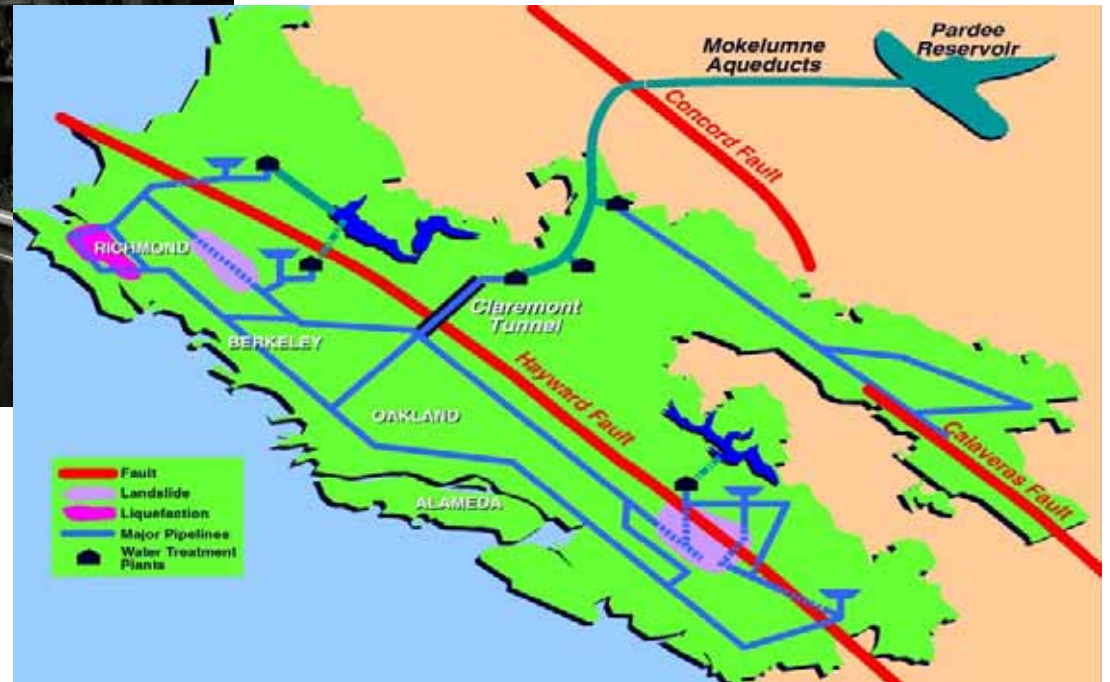 Pardee
Reservoir
Mokelumne
Aqueducts
Concord Fault
RICHMOND
Claremont
Tunnel
BERKELEY
Hayward Fault
OAKLAND
Calaveras Fault
ALAMEDA
Fault
Landslide
Liquefaction
Major Pipelines
Water Treatment
Plants